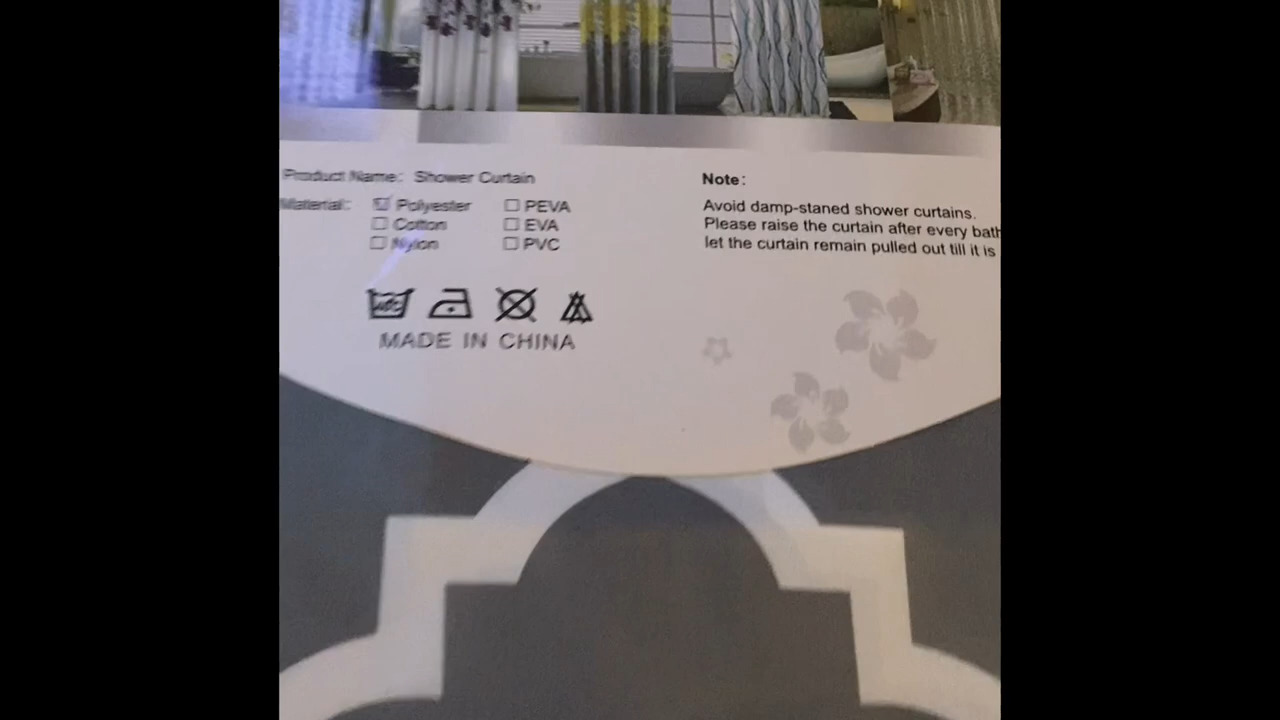 Product Name: Shower Curtain
Material: ☑ Polyester ☐ PEVA
☐ Cotton ☐ EVA
☐ Nylon ☐ PVC
MADE IN CHINA
Note:
Avoid damp-staned shower curtains.
Please raise the curtain after every bath
let the curtain remain pulled out till it is